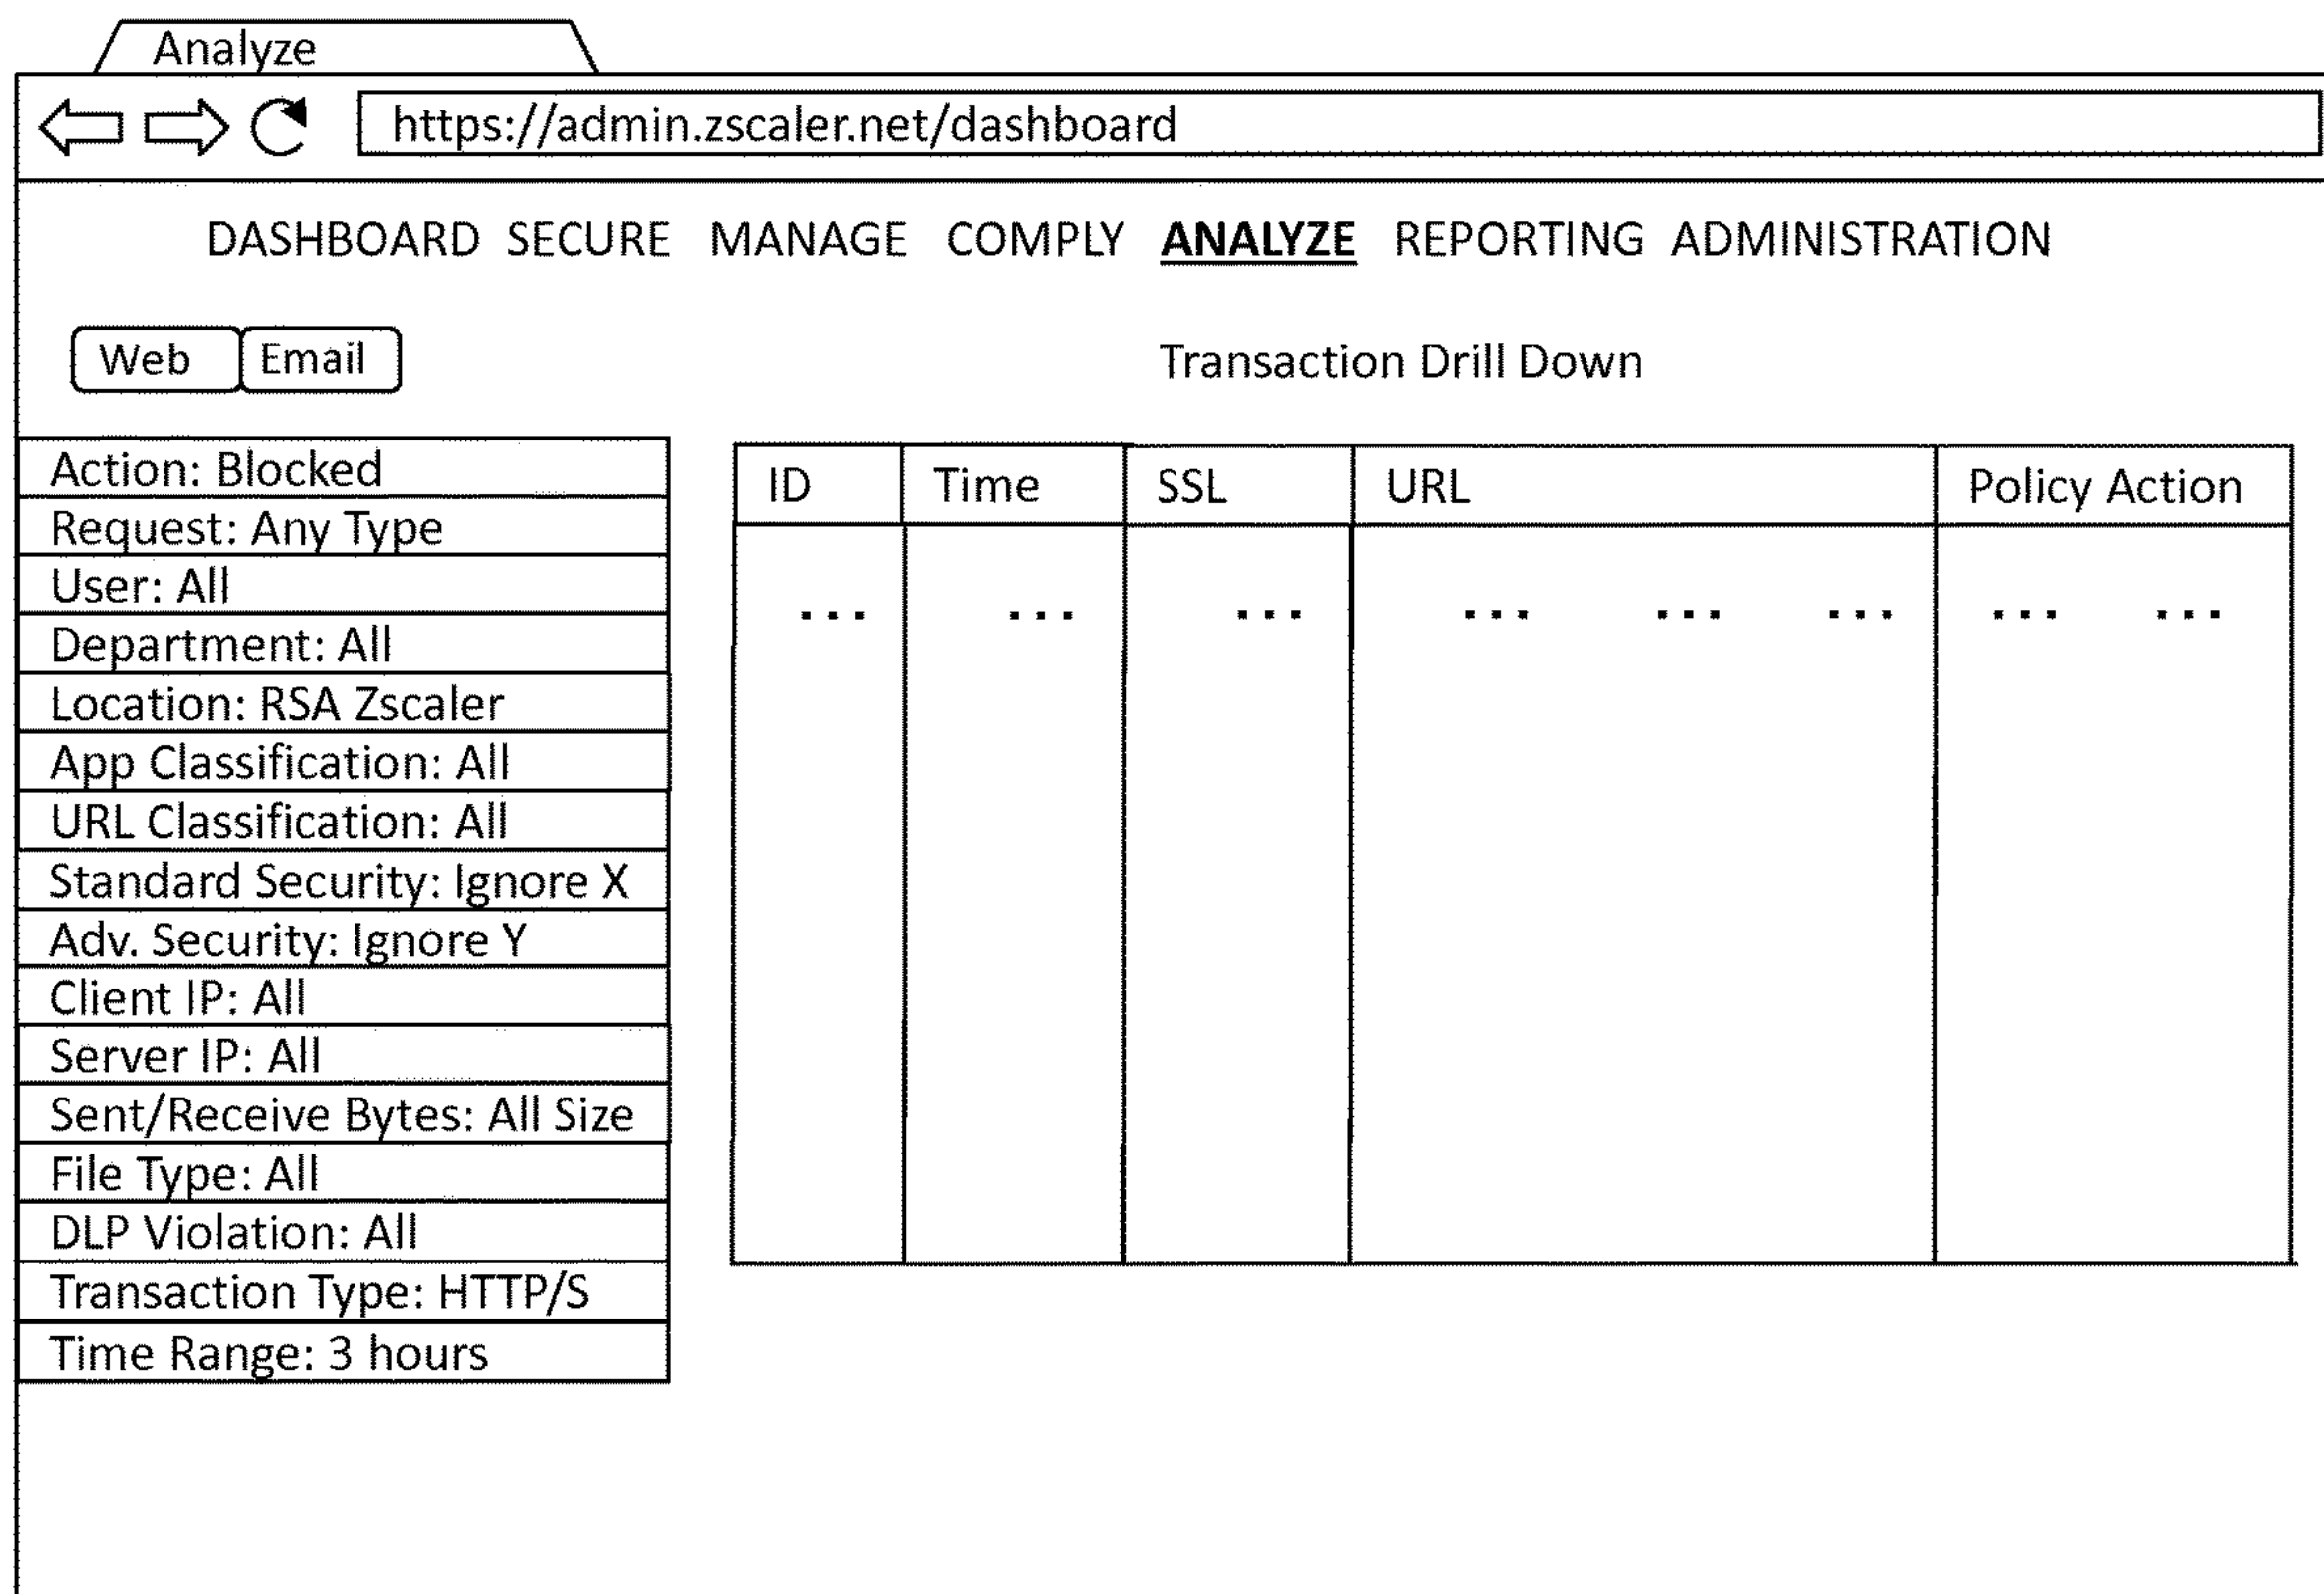 Analyze
https://admin.zscaler.net/dashboard
DASHBOARD SECURE MANAGE COMPLY ANALYZE REPORTING ADMINISTRATION
Web Email
Transaction Drill Down
Action: Blocked
Request: Any Type
User: All
Department: All
Location: RSA Zscaler
App Classification: All
URL Classification: All
Standard Security: Ignore X
Adv. Security: Ignore Y
Client IP: All
Server IP: All
Sent/Receive Bytes: All Size
File Type: All
DLP Violation: All
Transaction Type: HTTP/S
Time Range: 3 hours
ID Time SSL URL Policy Action
... ... ... ... ... ... ... ...